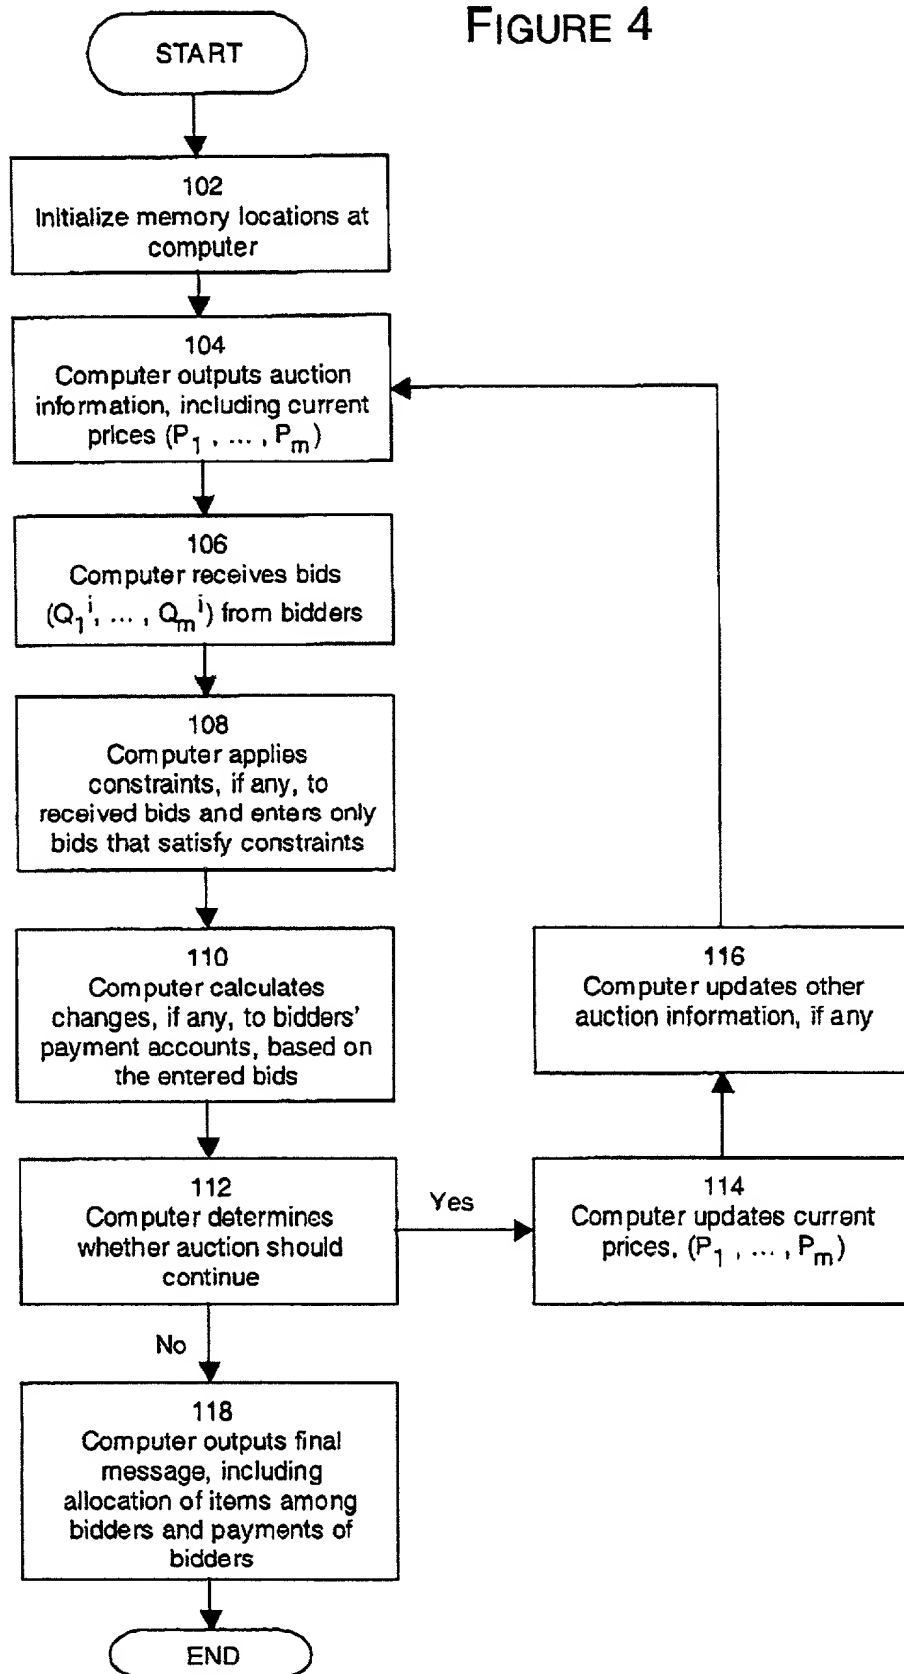 FIGURE 4
START
102
Initialize memory locations at
computer
104
Computer outputs auction
information, including current
prices (P₁ , ... , Pₘ)
106
Computer receives bids
(Q₁ⁱ, ... , Qₘⁱ) from bidders
108
Computer applies
constraints, if any, to
received bids and enters only
bids that satisfy constraints
110
Computer calculates
changes, if any, to bidders'
payment accounts, based on
the entered bids
112
Computer determines
whether auction should
continue
Yes
114
Computer updates current
prices, (P₁ , ... , Pₘ)
116
Computer updates other
auction information, if any
No
118
Computer outputs final
message, including
allocation of items among
bidders and payments of
bidders
END